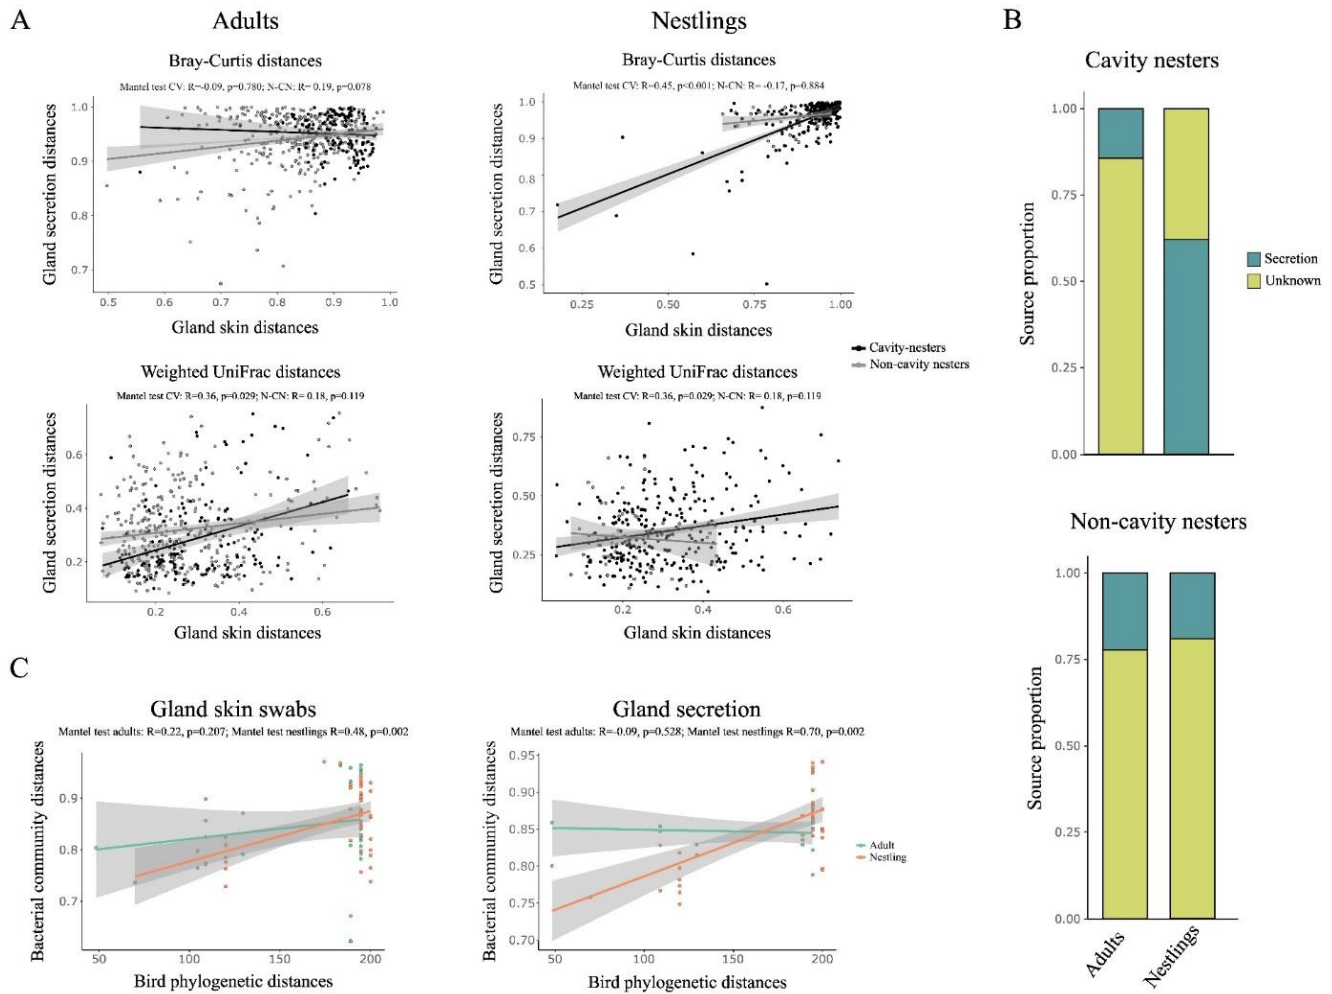 A
Adults
Nestlings
B
Bray-Curtis distances
Mantel test CV: R=-0.09, p=0.780; N-CN: R= 0.19, p=0.078
Gland secretion distances
1.0
0.9
0.8
0.7
0.5
0.6
0.7
0.8
0.9
1.0
Gland skin distances
Bray-Curtis distances
Mantel test CV: R=0.45, p<0.001; N-CN: R= -0.17, p=0.884
Gland secretion distances
1.0
0.9
0.8
0.7
0.6
0.5
0.25
0.50
0.75
1.00
Gland skin distances
Cavity-nesters
Non-cavity nesters
Weighted UniFrac distances
Mantel test CV: R=0.36, p=0.029; N-CN: R= 0.18, p=0.119
Gland secretion distances
0.6
0.4
0.2
0.2
0.4
0.6
Gland skin distances
Weighted UniFrac distances
Mantel test CV: R=0.36, p=0.029; N-CN: R= 0.18, p=0.119
Gland secretion distances
0.75
0.50
0.25
0.2
0.4
0.6
Gland skin distances
Cavity nesters
Source proportion
1.00
0.75
0.50
0.25
0.00
Secretion
Unknown
Non-cavity nesters
Source proportion
1.00
0.75
0.50
0.25
0.00
Adults
Nestlings
C
Gland skin swabs
Mantel test adults: R=0.22, p=0.207; Mantel test nestlings R=0.48, p=0.002
Bacterial community distances
0.9
0.8
0.7
50
100
150
200
Bird phylogenetic distances
Gland secretion
Mantel test adults: R=-0.09, p=0.528; Mantel test nestlings R=0.70, p=0.002
Bacterial community distances
0.95
0.90
0.85
0.80
0.75
0.70
50
100
150
200
Bird phylogenetic distances
Adult
Nestling